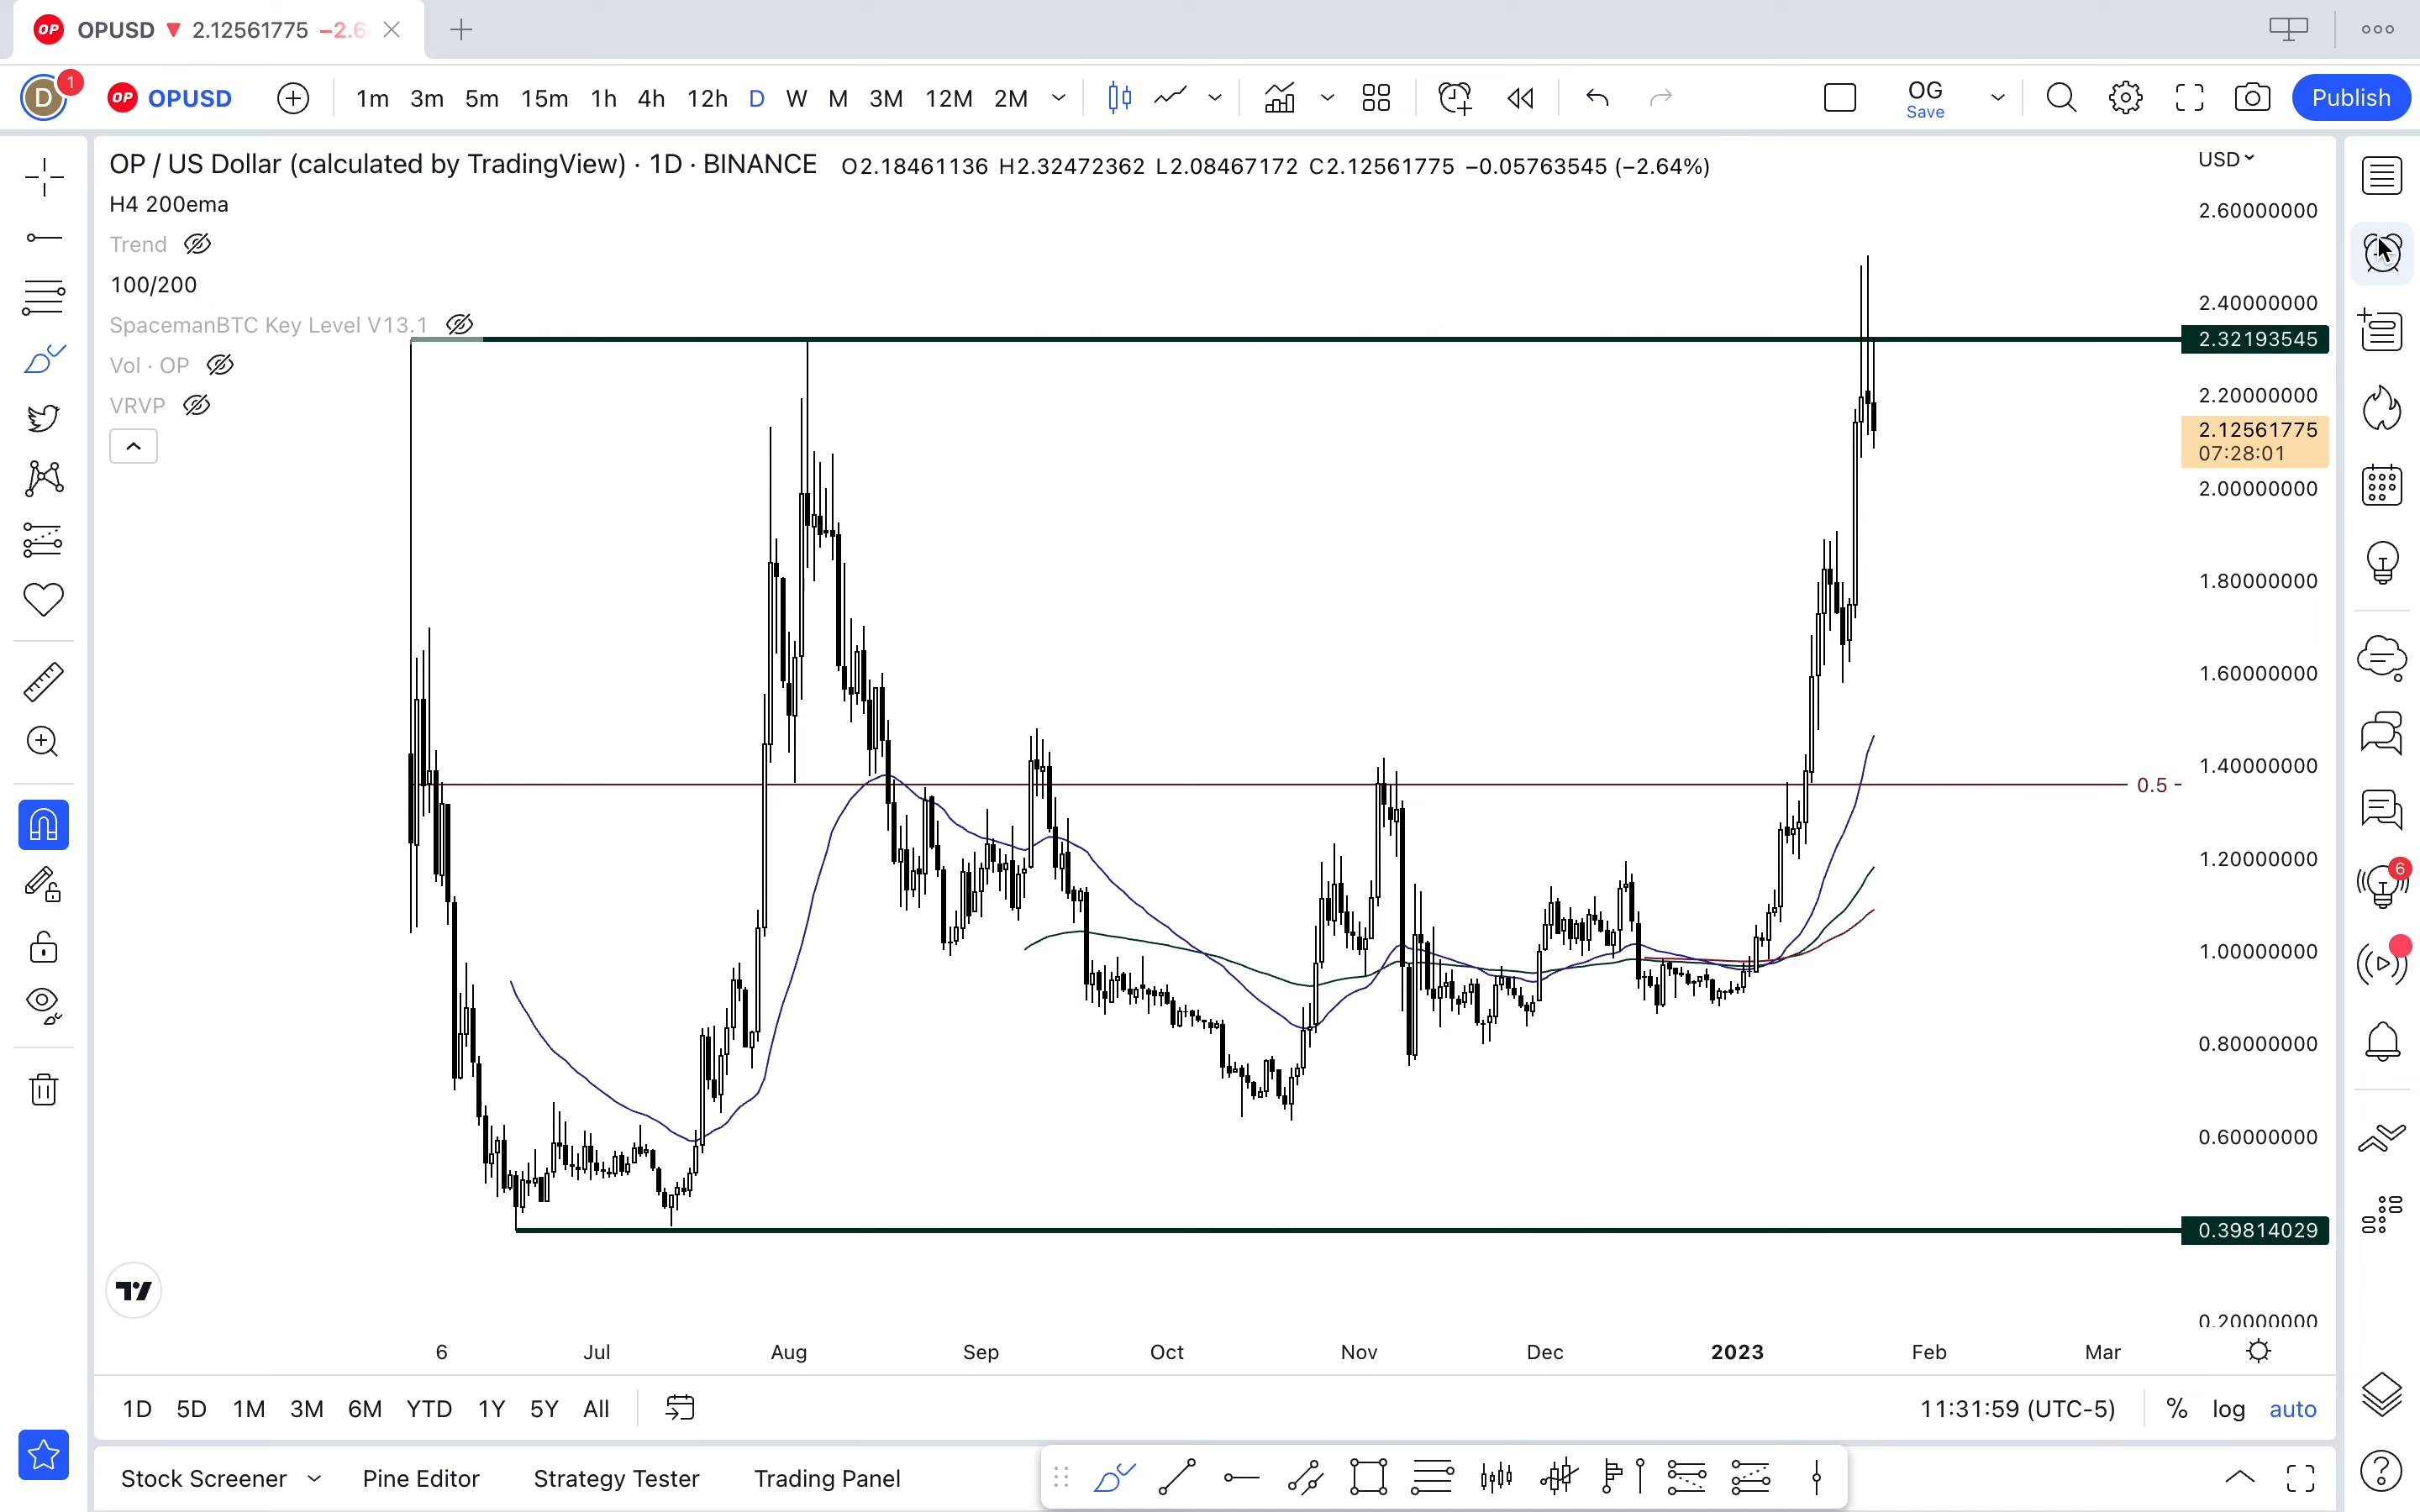 OP OPUSD ▼ 2.12561775 −2.6
D 1 OP OPUSD 1m 3m 5m 15m 1h 4h 12h D W M 3M 12M 2M OG Save Publish
OP / US Dollar (calculated by TradingView) · 1D · BINANCE O2.18461136 H2.32472362 L2.08467172 C2.12561775 −0.05763545 (−2.64%)
USD
H4 200ema
Trend
100/200
SpacemanBTC Key Level V13.1
Vol · OP
VRVP
2.60000000
2.40000000
2.32193545
2.20000000
2.12561775
07:28:01
2.00000000
1.80000000
1.60000000
1.40000000
0.5
1.20000000
6
1.00000000
0.80000000
0.60000000
0.39814029
0.20000000
6 Jul Aug Sep Oct Nov Dec 2023 Feb Mar
1D 5D 1M 3M 6M YTD 1Y 5Y All 11:31:59 (UTC-5) % log auto
Stock Screener Pine Editor Strategy Tester Trading Panel